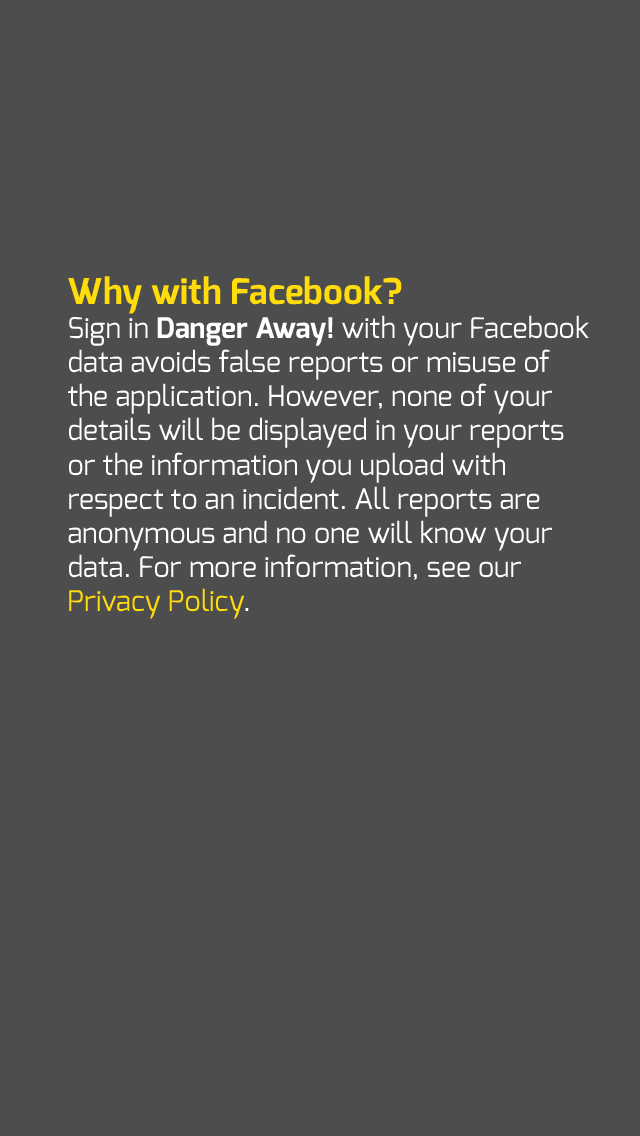 Why with Facebook?
Sign in Danger Away! with your Facebook
data avoids false reports or misuse of
the application. However, none of your
details will be displayed in your reports
or the information you upload with
respect to an incident. All reports are
anonymous and no one will know your
data. For more information, see our
Privacy Policy.